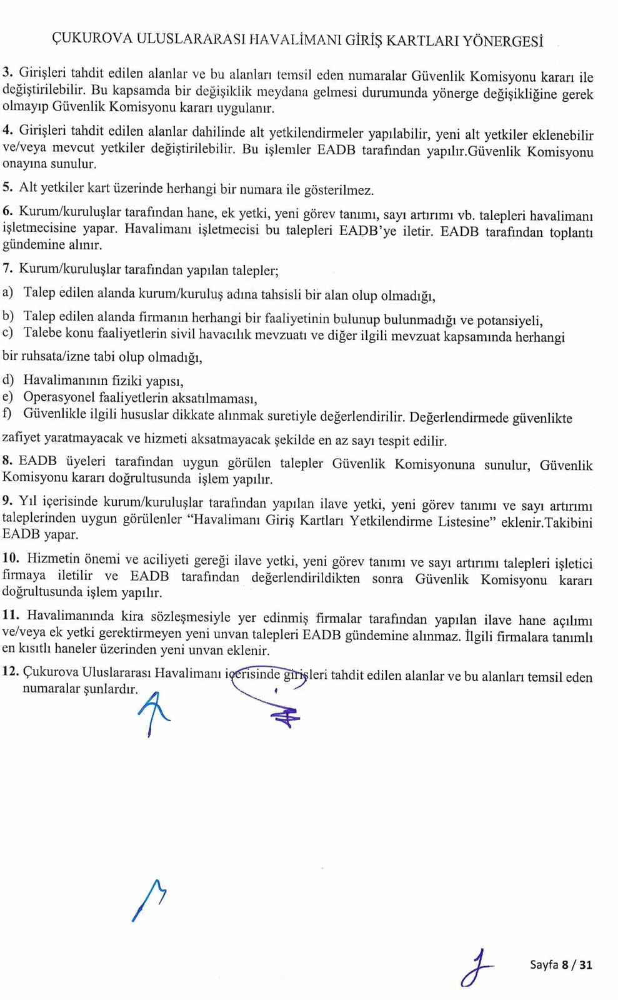 ÇUKUROVA ULUSLARARASI HAVALİMANI GİRİŞ KARTLARI YÖNERGESİ
3. Girişleri tahdit edilen alanlar ve bu alanları temsil eden numaralar Güvenlik Komisyonu kararı ile
değiştirilebilir. Bu kapsamda bir değişiklik meydana gelmesi durumunda yönerge değişikliğine gerek
olmayıp Güvenlik Komisyonu kararı uygulanır.
4. Girişleri tahdit edilen alanlar dahilinde alt yetkilendirmeler yapılabilir, yeni alt yetkiler eklenebilir
ve/veya mevcut yetkiler değiştirilebilir. Bu işlemler EADB tarafından yapılır.Güvenlik Komisyonu
onayına sunulur.
5. Alt yetkiler kart üzerinde herhangi bir numara ile gösterilmez.
6. Kurum/kuruluşlar tarafından hane, ek yetki, yeni görev tanımı, sayı artırımı vb. talepleri havalimanı
işletmecisine yapar. Havalimanı işletmecisi bu talepleri EADB’ye iletir. EADB tarafından toplantı
gündemine alınır.
7. Kurum/kuruluşlar tarafından yapılan talepler;
a) Talep edilen alanda kurum/kuruluş adına tahsisli bir alan olup olmadığı,
b) Talep edilen alanda firmanın herhangi bir faaliyetinin bulunup bulunmadığı ve potansiyeli,
c) Talebe konu faaliyetlerin sivil havacılık mevzuatı ve diğer ilgili mevzuat kapsamında herhangi
bir ruhsata/izne tabi olup olmadığı,
d) Havalimanının fiziki yapısı,
e) Operasyonel faaliyetlerin aksatılmaması,
f) Güvenlikle ilgili hususlar dikkate alınmak suretiyle değerlendirilir. Değerlendirmede güvenlikte
zafiyet yaratmayacak ve hizmeti aksatmayacak şekilde en az sayı tespit edilir.
8. EADB üyeleri tarafından uygun görülen talepler Güvenlik Komisyonuna sunulur, Güvenlik
Komisyonu kararı doğrultusunda işlem yapılır.
9. Yıl içerisinde kurum/kuruluşlar tarafından yapılan ilave yetki, yeni görev tanımı ve sayı artırımı
taleplerinden uygun görülenler “Havalimanı Giriş Kartları Yetkilendirme Listesine” eklenir.Takibini
EADB yapar.
10. Hizmetin önemi ve aciliyeti gereği ilave yetki, yeni görev tanımı ve sayı artırımı talepleri işletici
firmaya iletilir ve EADB tarafından değerlendirildikten sonra Güvenlik Komisyonu kararı
doğrultusunda işlem yapılır.
11. Havalimanında kira sözleşmesiyle yer edinmiş firmalar tarafından yapılan ilave hane açılımı
ve/veya ek yetki gerektirmeyen yeni unvan talepleri EADB gündemine alınmaz. İlgili firmalara tanımlı
en kısıtlı haneler üzerinden yeni unvan eklenir.
12. Çukurova Uluslararası Havalimanı içerisinde girişleri tahdit edilen alanlar ve bu alanları temsil eden
numaralar şunlardır.
Sayfa 8 / 31